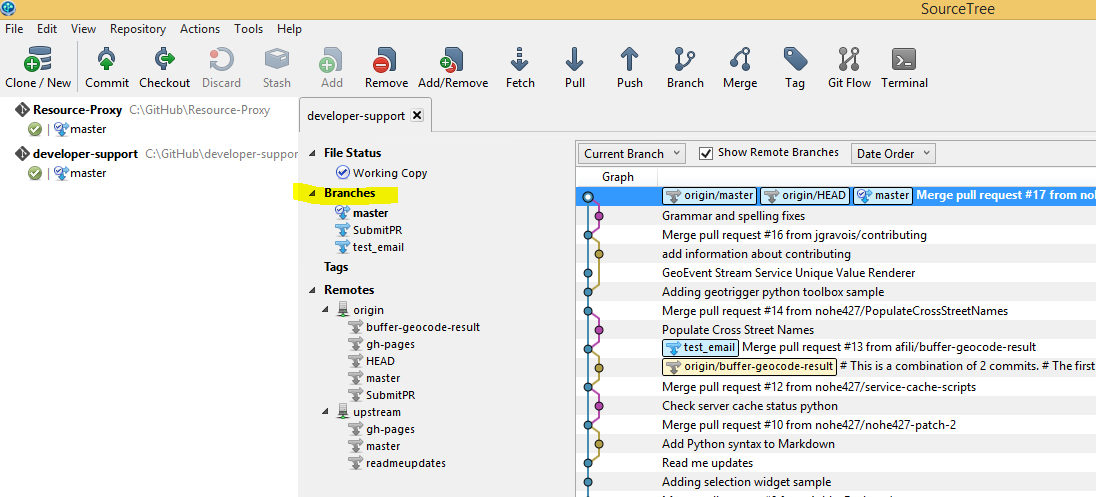 SourceTree
File Edit View Repository Actions Tools Help
Clone / New Commit Checkout Discard Stash Add Remove Add/Remove Fetch Pull Push Branch Merge Tag Git Flow Terminal
Resource-Proxy C:\GitHub\Resource-Proxy
master
developer-support C:\GitHub\developer-suppor
master
developer-support
File Status
Working Copy
Branches
master
SubmitPR
test_email
Tags
Remotes
origin
buffer-geocode-result
gh-pages
HEAD
master
SubmitPR
upstream
gh-pages
master
readmeupdates
Current Branch Show Remote Branches Date Order
Graph
origin/master origin/HEAD master Merge pull request #17 from nohe
Grammar and spelling fixes
Merge pull request #16 from jgravois/contributing
add information about contributing
GeoEvent Stream Service Unique Value Renderer
Adding geotrigger python toolbox sample
Merge pull request #14 from nohe427/PopulateCrossStreetNames
Populate Cross Street Names
test_email Merge pull request #13 from afili/buffer-geocode-result
origin/buffer-geocode-result # This is a combination of 2 commits. # The first
Merge pull request #12 from nohe427/service-cache-scripts
Check server cache status python
Merge pull request #10 from nohe427/nohe427-patch-2
Add Python syntax to Markdown
Read me updates
Adding selection widget sample